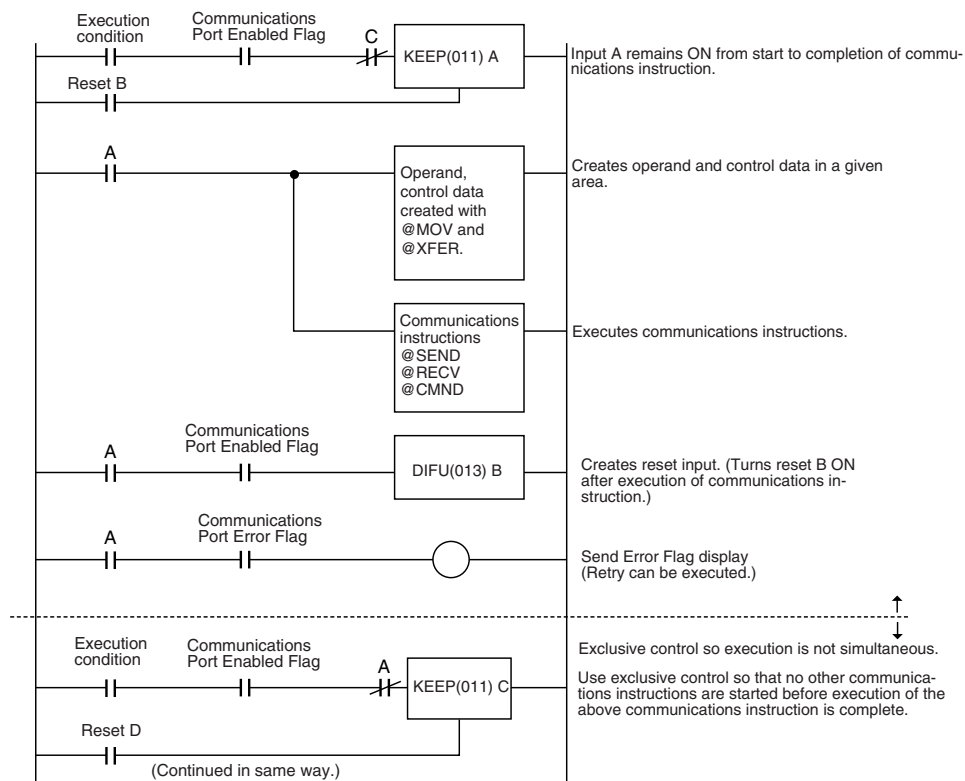 Execution
condition
Communications
Port Enabled Flag
C
KEEP(011) A
Input A remains ON from start to completion of commu-
nications instruction.
Reset B
A
Operand,
control data
created with
@MOV and
@XFER.
Creates operand and control data in a given
area.
Communications
instructions
@SEND
@RECV
@CMND
Executes communications instructions.
A
Communications
Port Enabled Flag
DIFU(013) B
Creates reset input. (Turns reset B ON
after execution of communications in-
struction.)
A
Communications
Port Error Flag
Send Error Flag display
(Retry can be executed.)
Execution
condition
Communications
Port Enabled Flag
A
KEEP(011) C
Exclusive control so execution is not simultaneous.
Use exclusive control so that no other communica-
tions instructions are started before execution of the
above communications instruction is complete.
Reset D
(Continued in same way.)